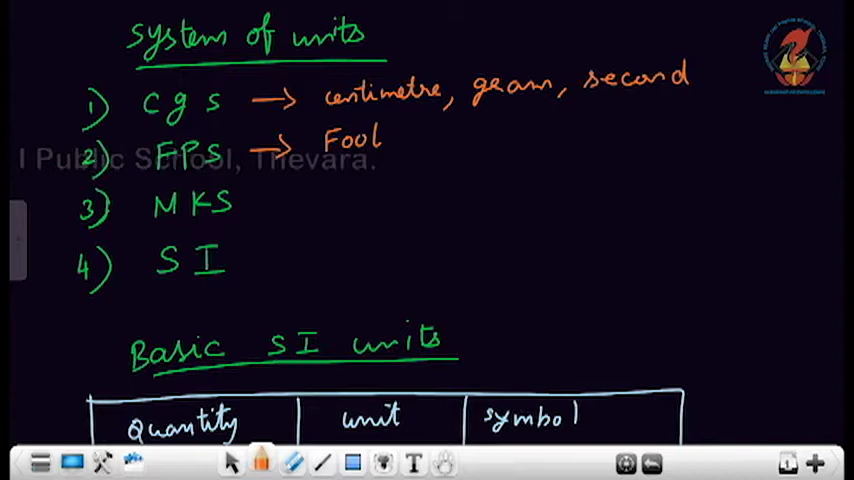 System of units
1) C g s → centimetre, gram, second
2) FPS → Fool
I Public School, Thevara.
3) MKS
4) SI
Basic SI units
Quantity unit symbol
T
1